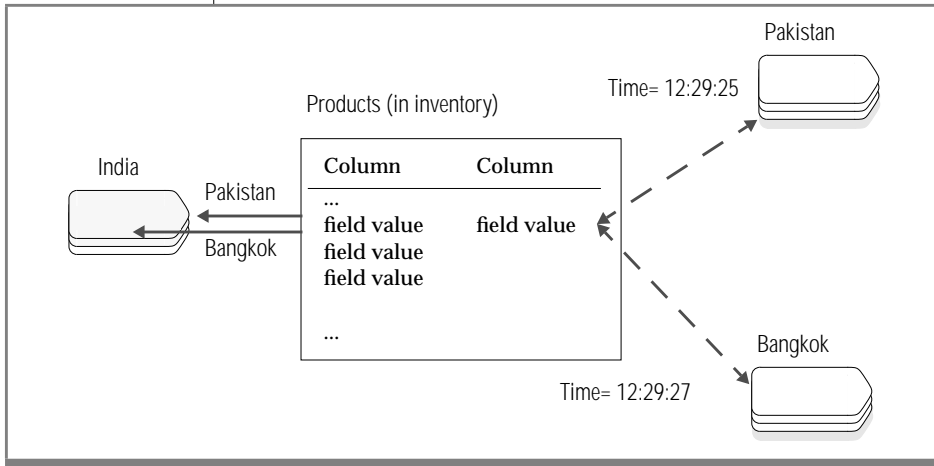 Pakistan
Time= 12:29:25
Products (in inventory)
Column Column
India
Pakistan
...
field value field value
Bangkok
field value
field value
...
Bangkok
Time= 12:29:27